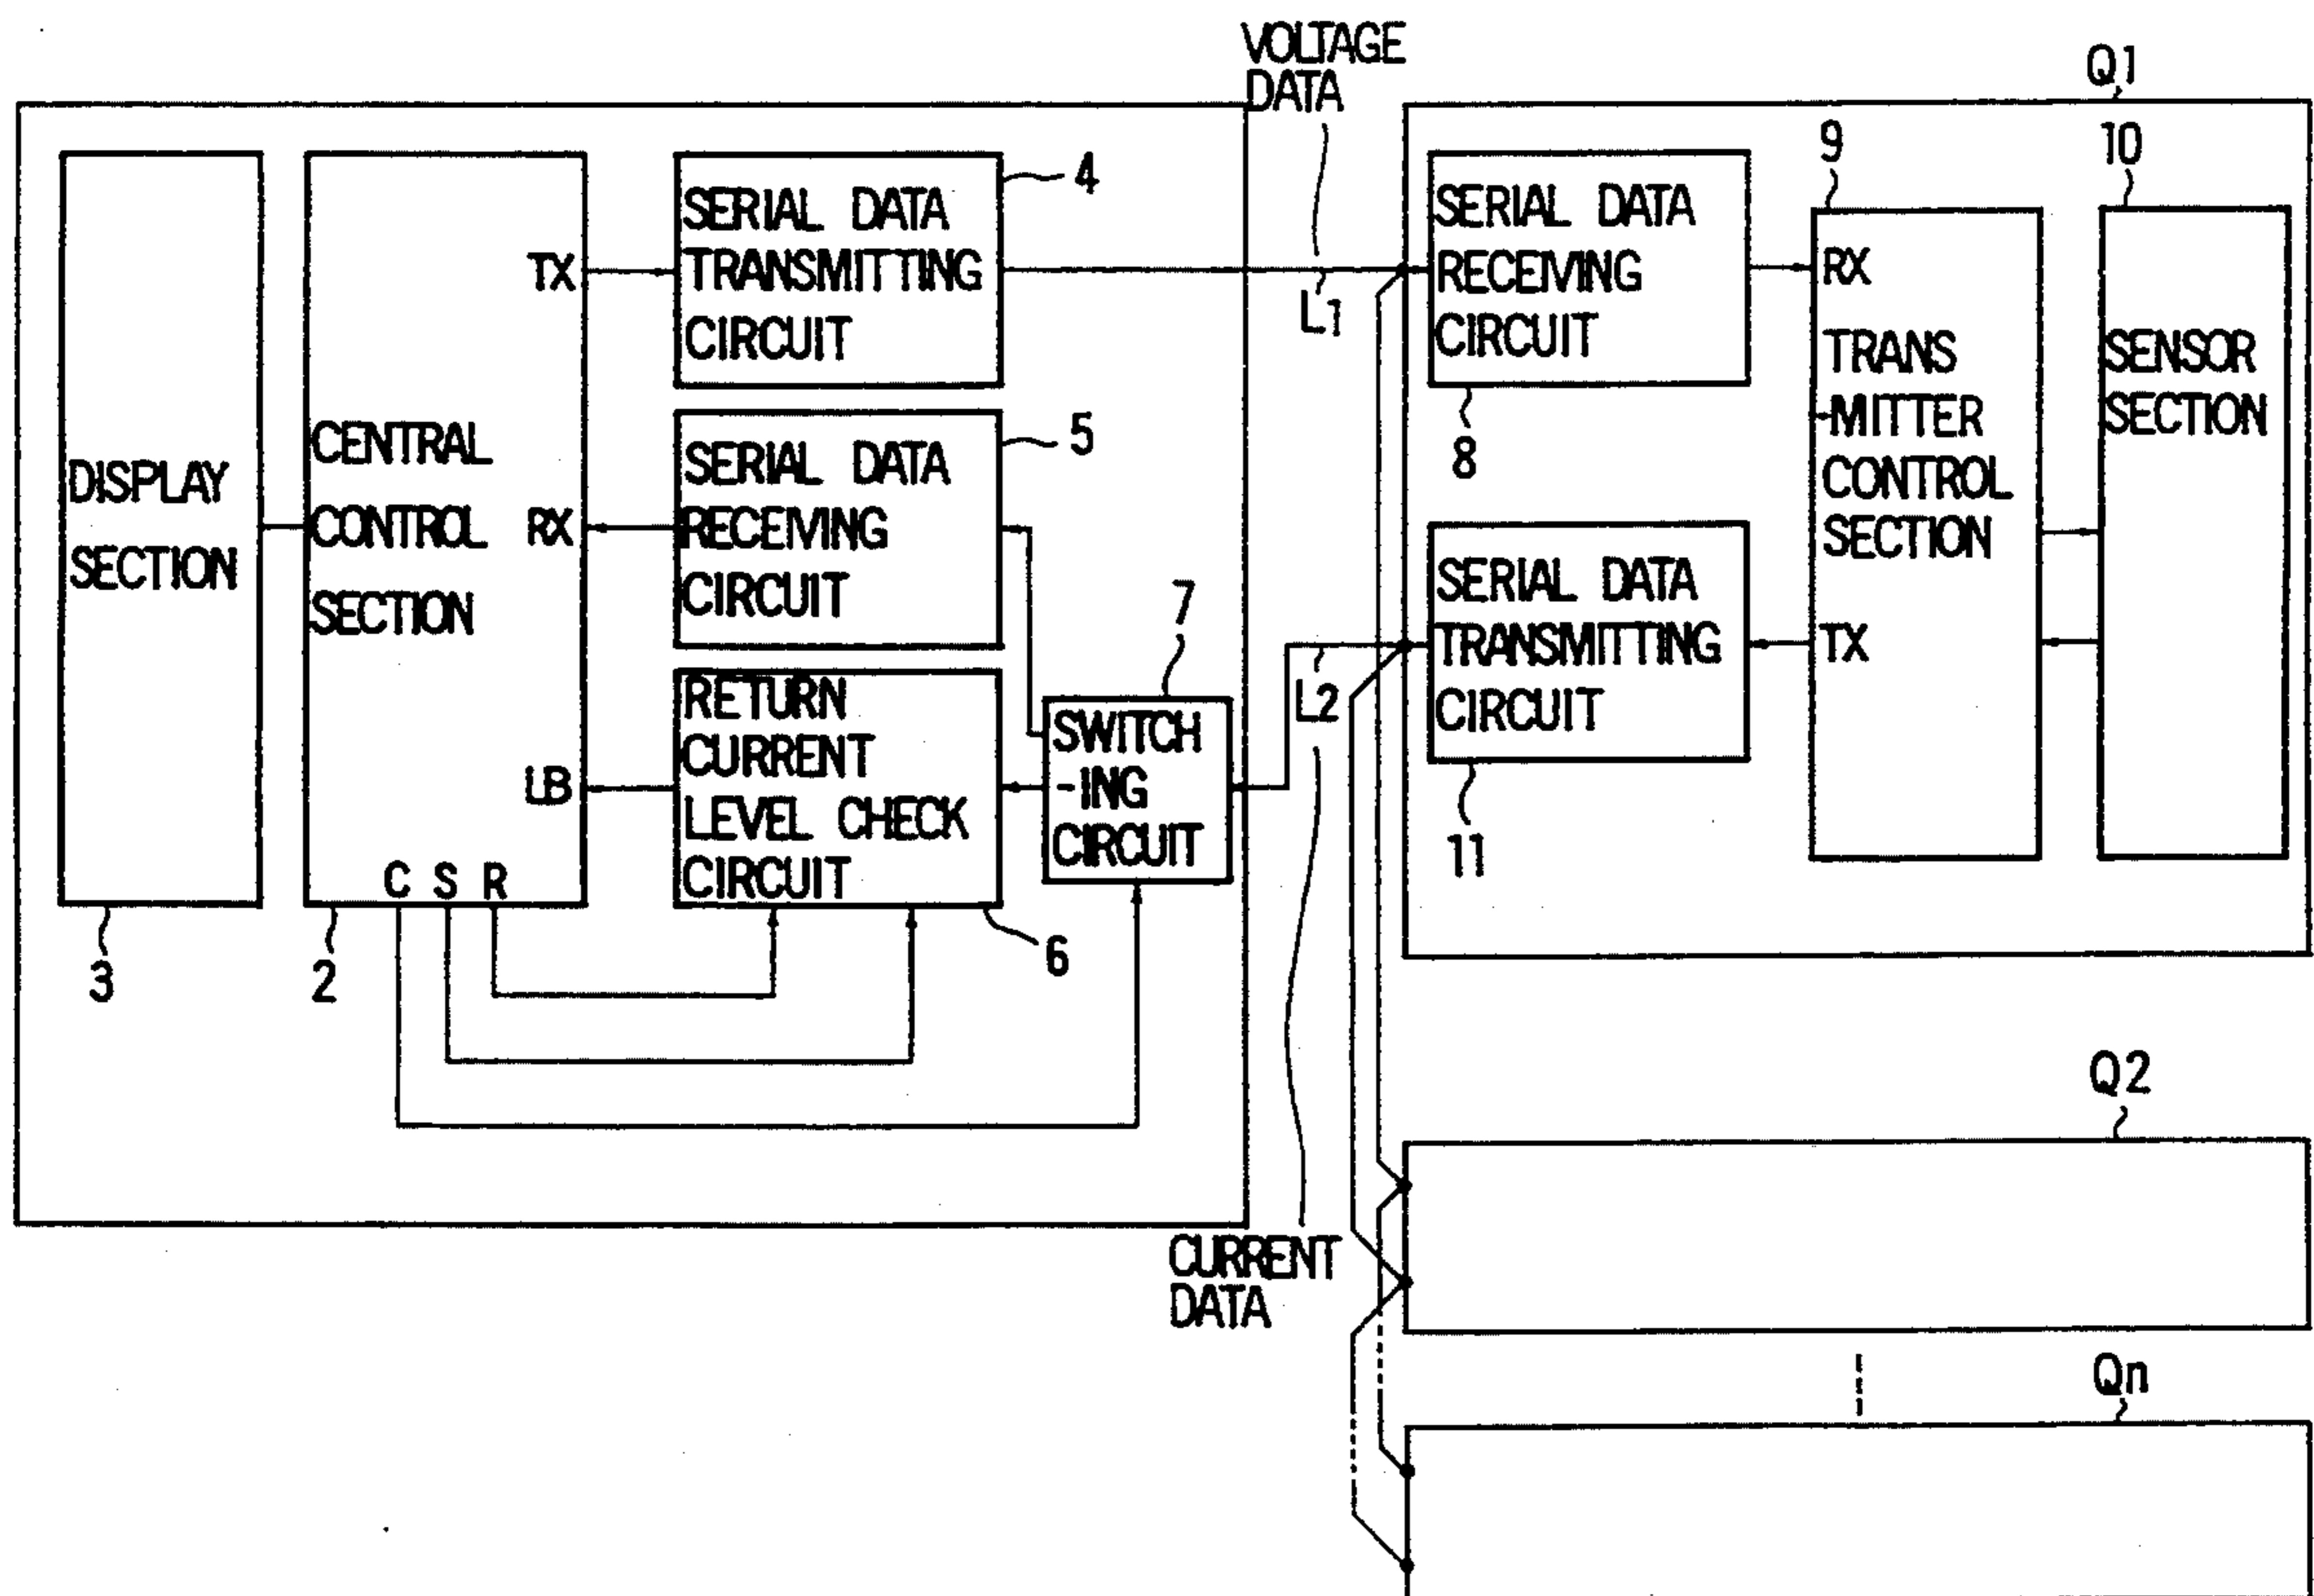 VOLTAGE
DATA
Q1
DISPLAY
SECTION
3
CENTRAL
CONTROL
SECTION
TX
RX
LB
C S R
2
SERIAL DATA
TRANSMITTING
CIRCUIT
4
SERIAL DATA
RECEIVING
CIRCUIT
5
RETURN
CURRENT
LEVEL CHECK
CIRCUIT
6
SWITCH
-ING
CIRCUIT
7
L1
L2
CURRENT
DATA
SERIAL DATA
RECEIVING
CIRCUIT
8
SERIAL DATA
TRANSMITTING
CIRCUIT
11
9
RX
TRANS
-MITTER
CONTROL
SECTION
TX
10
SENSOR
SECTION
Q2
Qn